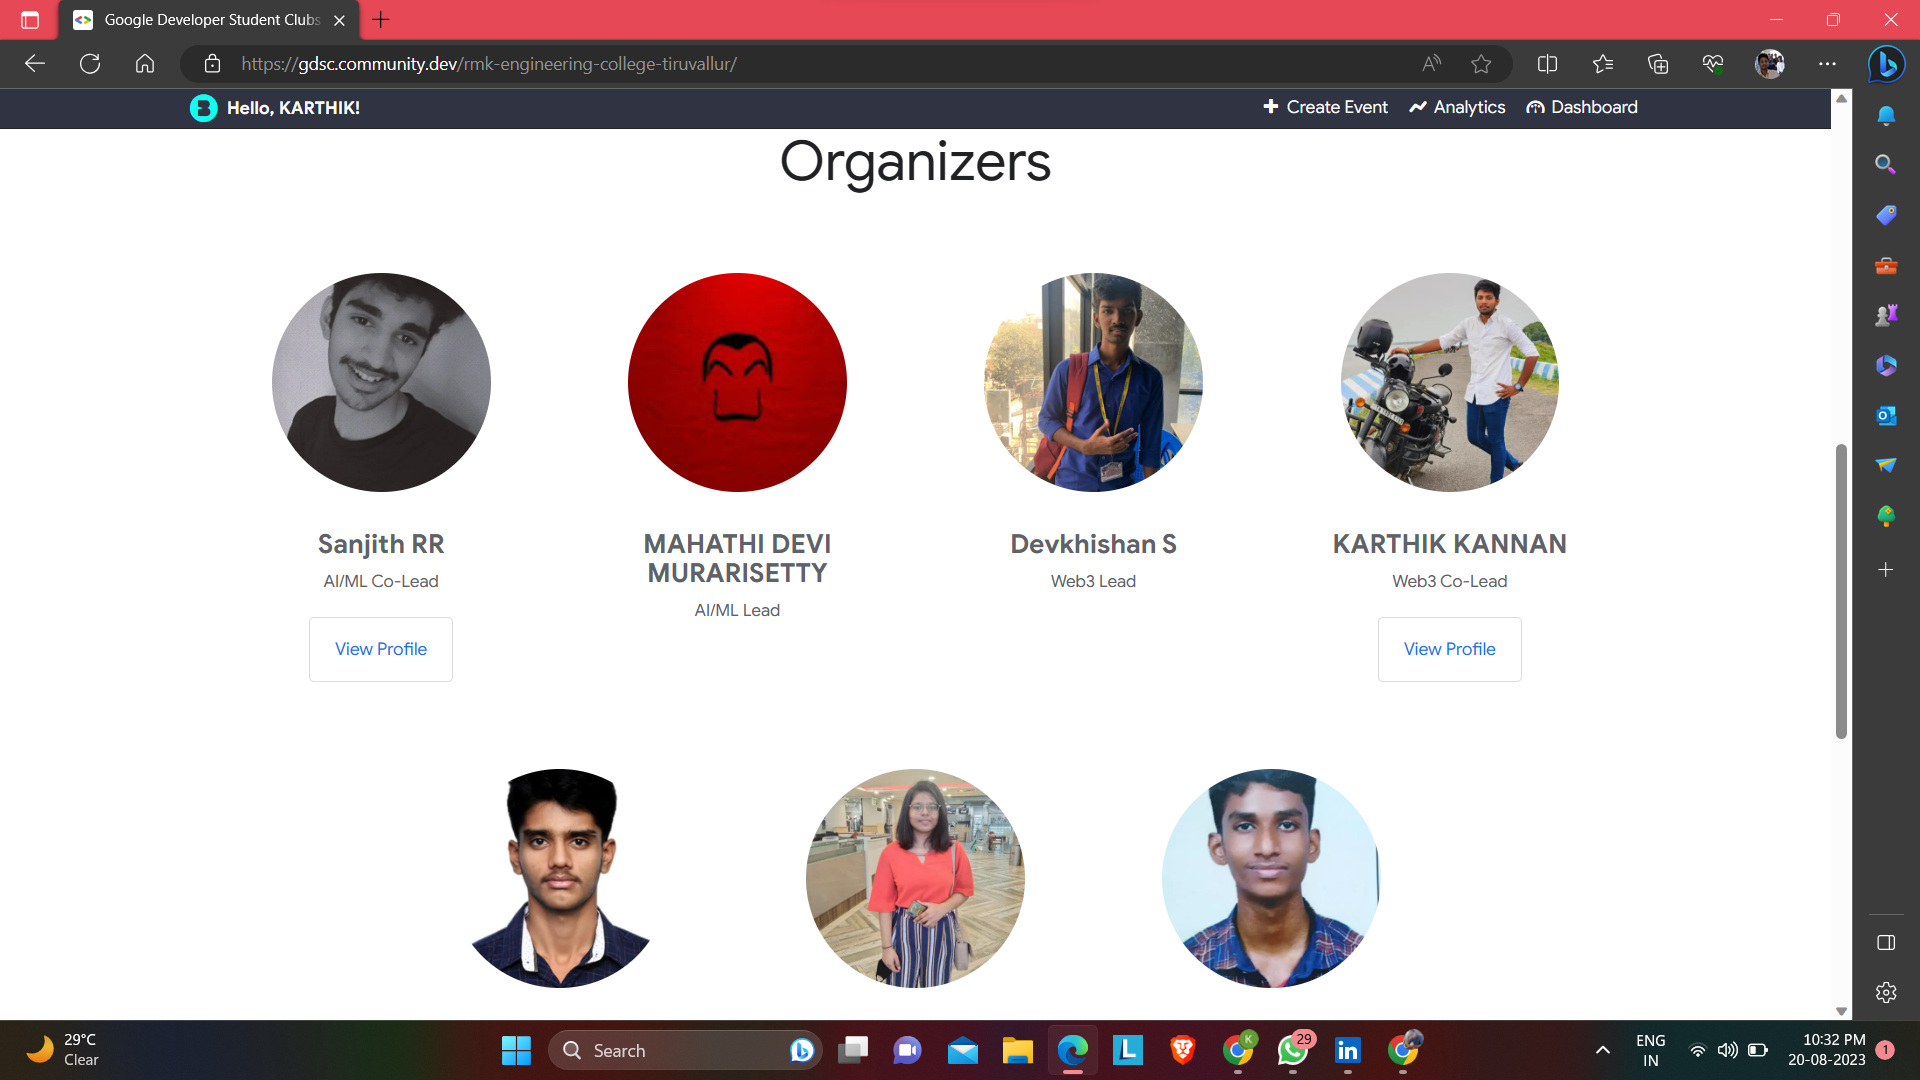 Google Developer Student Clubs
https://gdsc.community.dev/rmk-engineering-college-tiruvallur/
Hello, KARTHIK!
Create Event
Analytics
Dashboard
Organizers
Sanjith RR
AI/ML Co-Lead
View Profile
MAHATHI DEVI
MURARISETTY
AI/ML Lead
Devkhishan S
Web3 Lead
KARTHIK KANNAN
Web3 Co-Lead
View Profile
29°C
Clear
Search
L
K
29
in
ENG
IN
10:32 PM
20-08-2023
1